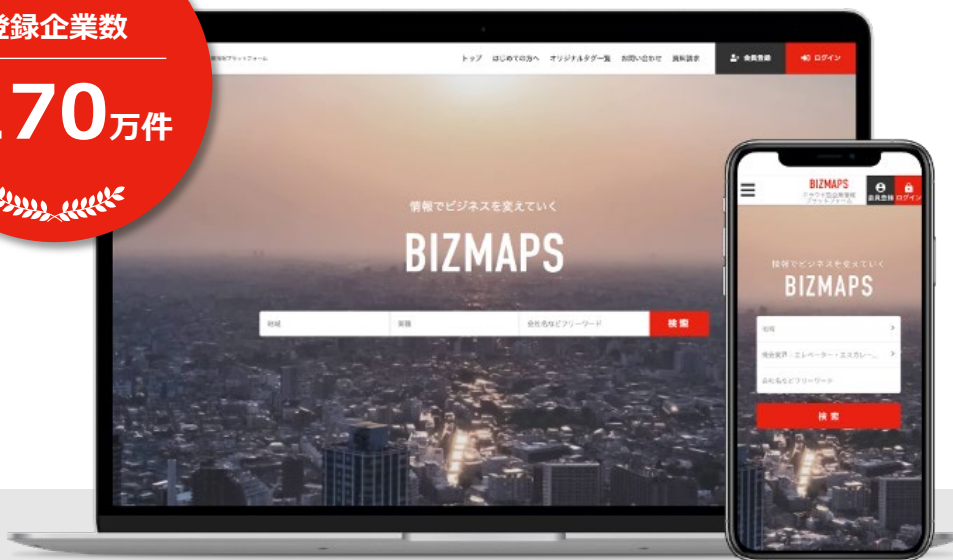 登録企業数
170万件
トップ はじめての方へ オリジナルタグ一覧 お問い合わせ 資料請求 会員登録 ログイン
情報でビジネスを変えていく
BIZMAPS
地域 業種 会社名などフリーワード 検索
BIZMAPS
会員登録 ログイン
情報でビジネスを変えていく
BIZMAPS
地域
会社名などフリーワード
検索